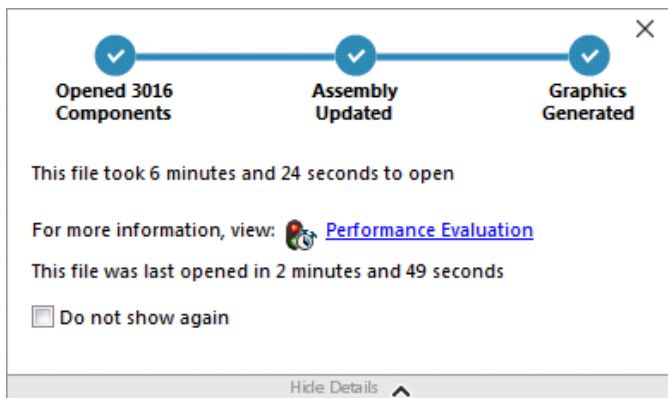 Opened 3016
Components
Assembly
Updated
Graphics
Generated
This file took 6 minutes and 24 seconds to open
For more information, view: Performance Evaluation
This file was last opened in 2 minutes and 49 seconds
Do not show again
Hide Details